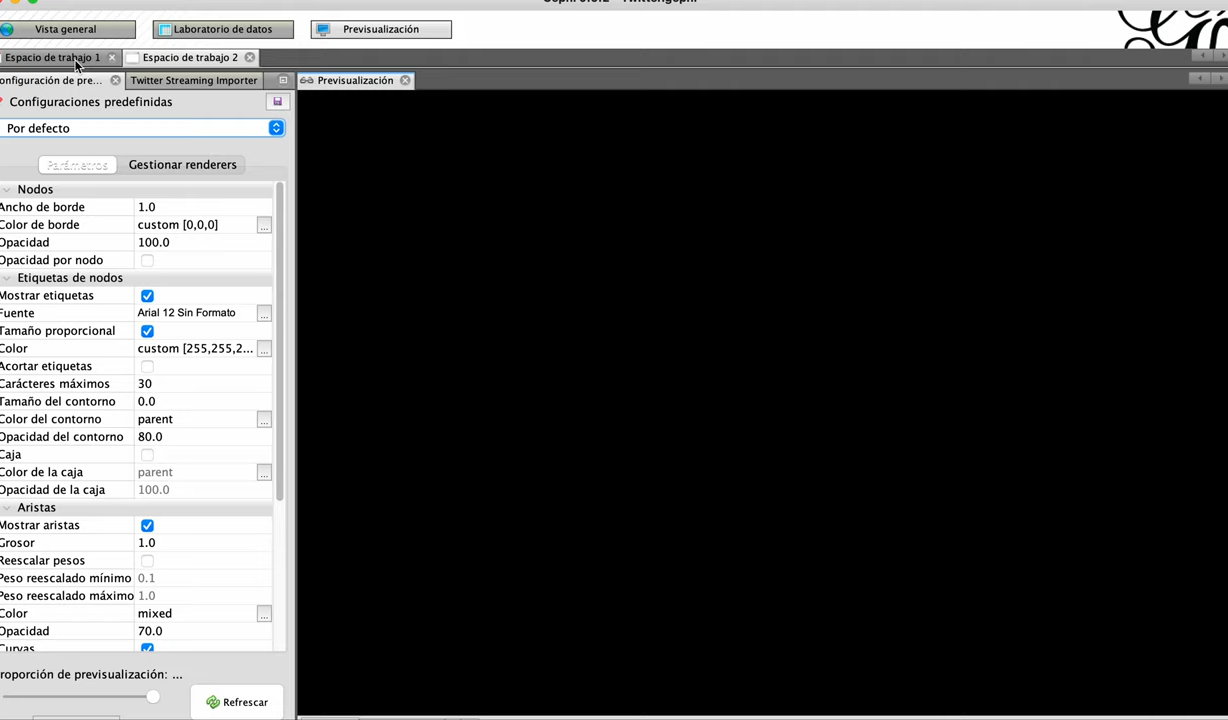 Vista general
Laboratorio de datos
Previsualización
Espacio de trabajo 1
Espacio de trabajo 2
onfiguración de pre...
Twitter Streaming Importer
Previsualización
Configuraciones predefinidas
Por defecto
Parámetros
Gestionar renderers
Nodos
Ancho de borde 1.0
Color de borde custom [0,0,0] ...
Opacidad 100.0
Opacidad por nodo
Etiquetas de nodos
Mostrar etiquetas
Fuente Arial 12 Sin Formato ...
Tamaño proporcional
Color custom [255,255,2... ...
Acortar etiquetas
Carácteres máximos 30
Tamaño del contorno 0.0
Color del contorno parent ...
Opacidad del contorno 80.0
Caja
Color de la caja parent ...
Opacidad de la caja 100.0
Aristas
Mostrar aristas
Grosor 1.0
Reescalar pesos
Peso reescalado mínimo 0.1
Peso reescalado máximo 1.0
Color mixed ...
Opacidad 70.0
Curvas
roporción de previsualización: ...
Refrescar